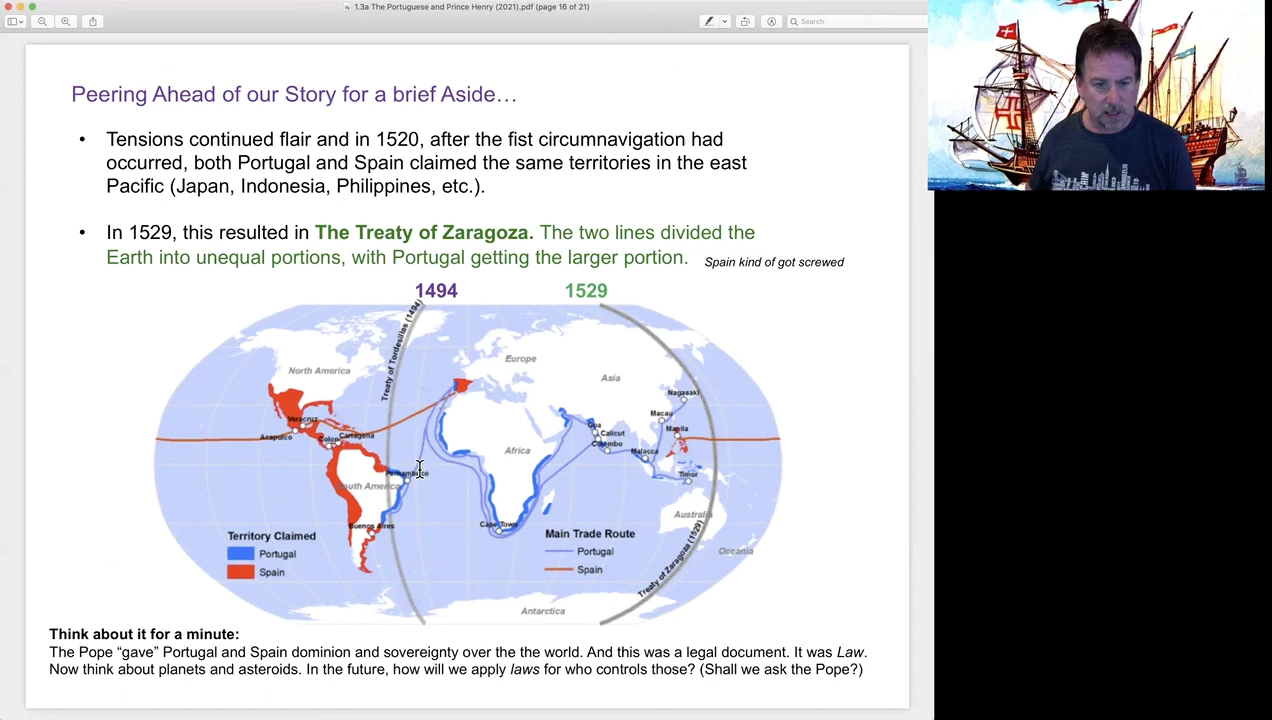 1.3a The Portuguese and Prince Henry (2021).pdf (page 16 of 21)
Search
Peering Ahead of our Story for a brief Aside…
• Tensions continued flair and in 1520, after the fist circumnavigation had
occurred, both Portugal and Spain claimed the same territories in the east
Pacific (Japan, Indonesia, Philippines, etc.).
• In 1529, this resulted in The Treaty of Zaragoza. The two lines divided the
Earth into unequal portions, with Portugal getting the larger portion.
Spain kind of got screwed
1494
1529
Treaty of Tordesillas (1494)
North America
Europe
Asia
Nagasaki
Macau
Veracruz
Acapulco
Colon
Cartagena
Goa
Calicut
Colombo
Manila
Malacca
Africa
Pernambuco
South America
Timor
Buenos Aires
Cape Town
Australia
Oceania
Treaty of Zaragoza (1529)
Antarctica
Territory Claimed
Portugal
Spain
Main Trade Route
Portugal
Spain
Think about it for a minute:
The Pope “gave” Portugal and Spain dominion and sovereignty over the the world. And this was a legal document. It was Law.
Now think about planets and asteroids. In the future, how will we apply laws for who controls those? (Shall we ask the Pope?)